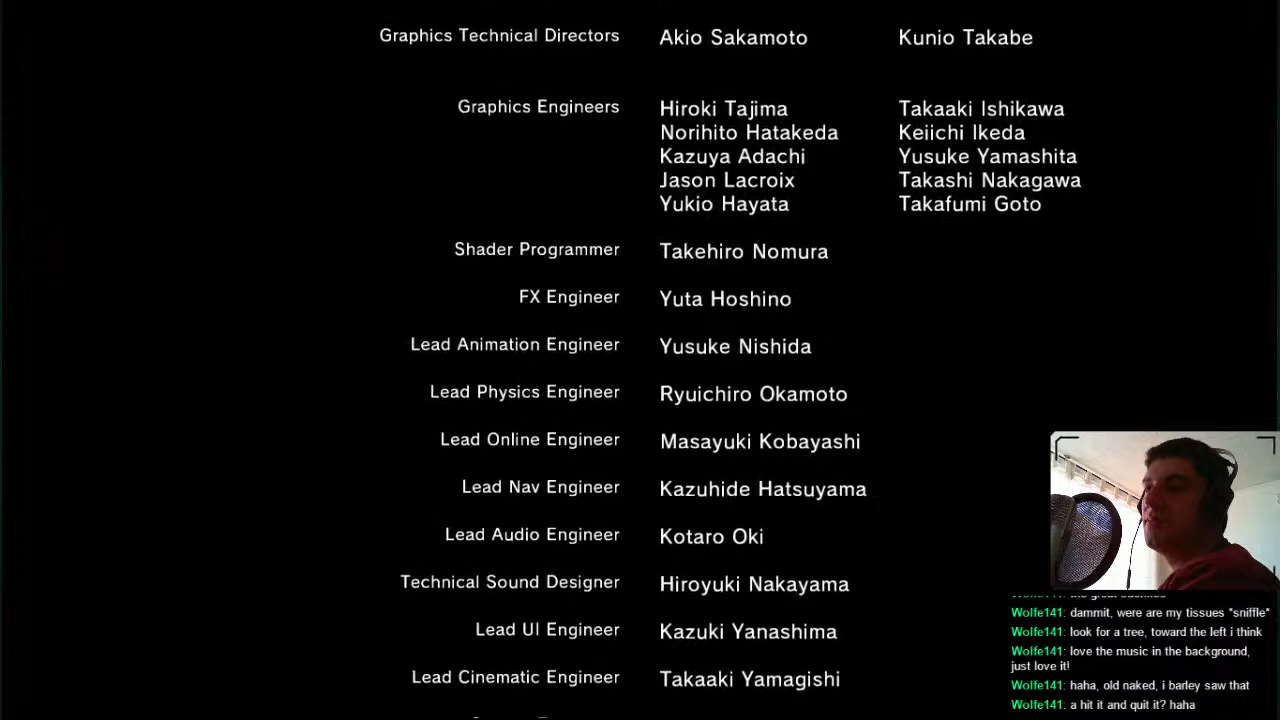 Graphics Technical Directors Akio Sakamoto Kunio Takabe
Graphics Engineers Hiroki Tajima Takaaki Ishikawa
Norihito Hatakeda Keiichi Ikeda
Kazuya Adachi Yusuke Yamashita
Jason Lacroix Takashi Nakagawa
Yukio Hayata Takafumi Goto
Shader Programmer Takehiro Nomura
FX Engineer Yuta Hoshino
Lead Animation Engineer Yusuke Nishida
Lead Physics Engineer Ryuichiro Okamoto
Lead Online Engineer Masayuki Kobayashi
Lead Nav Engineer Kazuhide Hatsuyama
Lead Audio Engineer Kotaro Oki
Technical Sound Designer Hiroyuki Nakayama
Lead UI Engineer Kazuki Yanashima
Lead Cinematic Engineer Takaaki Yamagishi
Wolfe141: dammit, were are my tissues *sniffle*
Wolfe141: look for a tree, toward the left i think
Wolfe141: love the music in the background,
just love it!
Wolfe141: haha, old naked, i barley saw that
Wolfe141: a hit it and quit it? haha